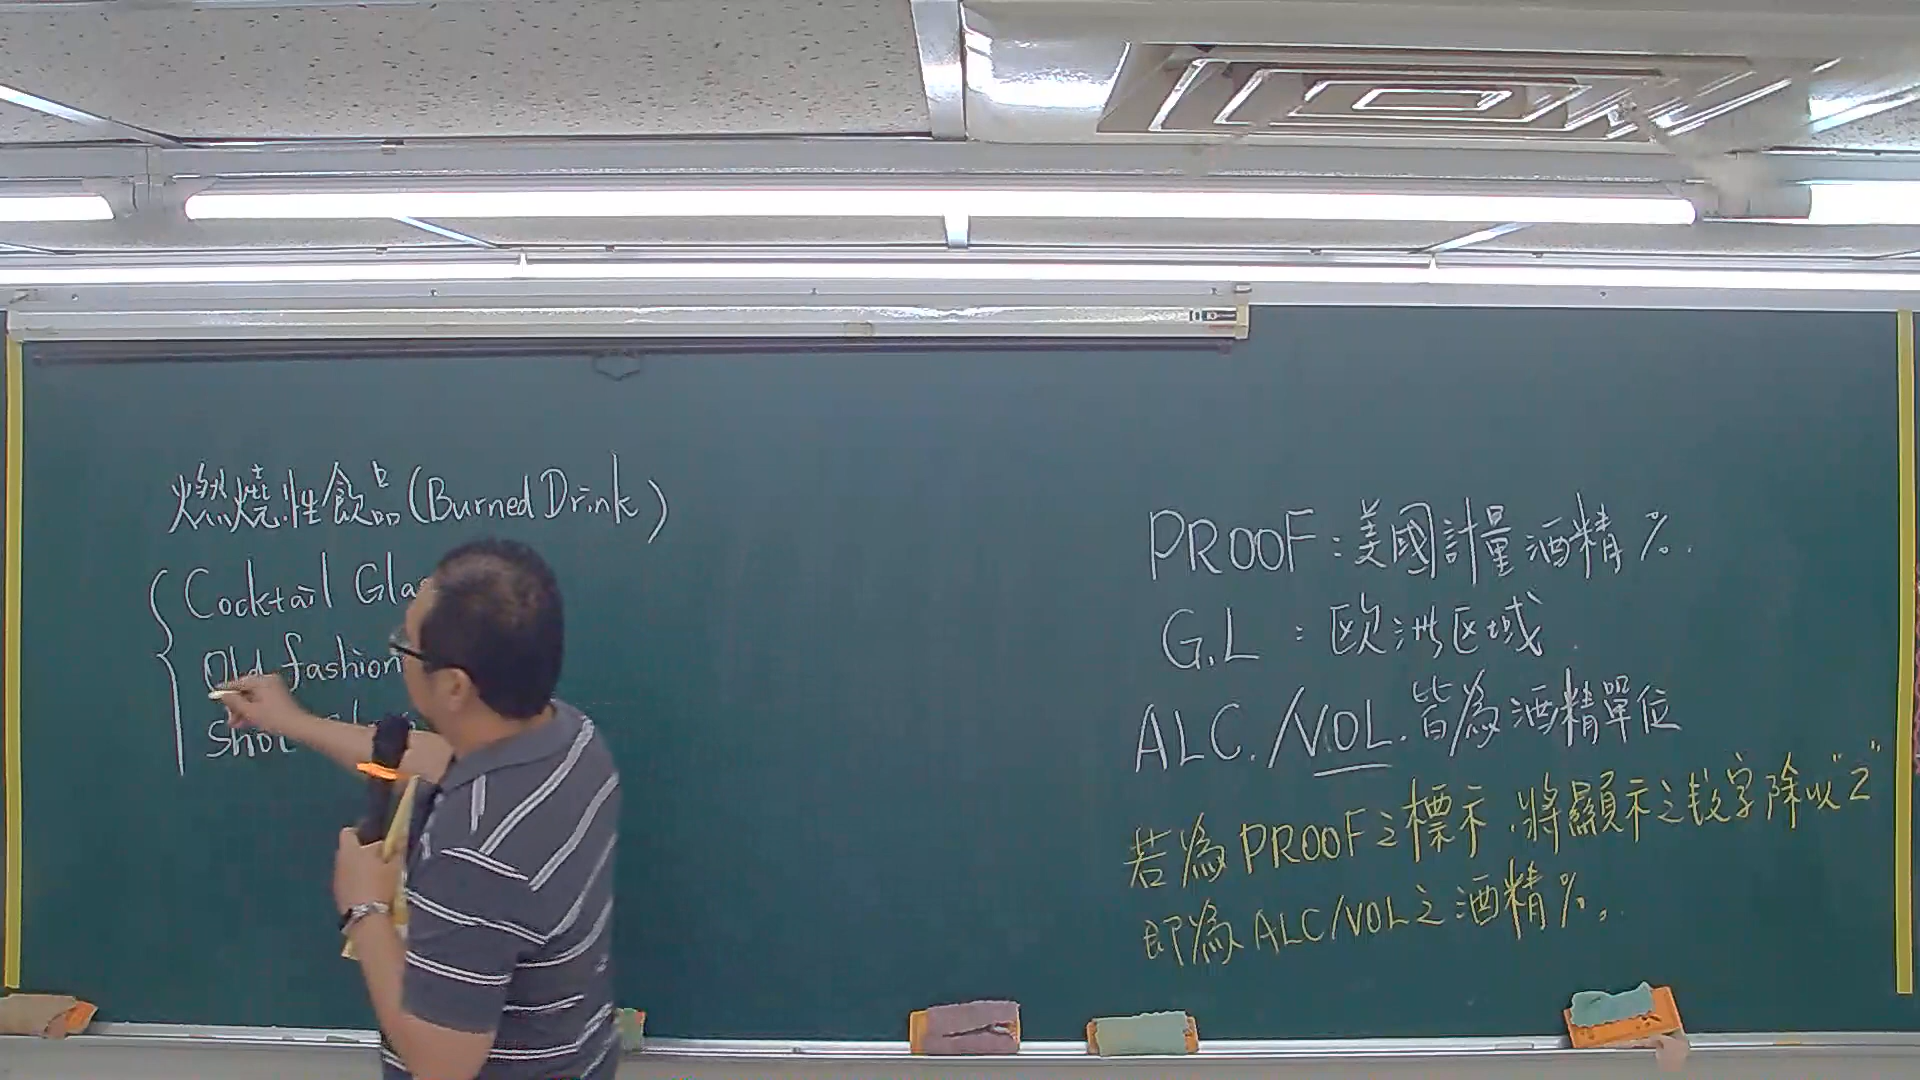 燃燒性飲品(Burned Drink)
Cocktail Gla
Old fashion
Shot
PROOF:美國計量酒精%.
G.L:歐洲区域
ALC./VOL.皆為酒精單位
若為PROOF之標示,將顯示之数字除以"2"
即為ALC/VOL之酒精%。